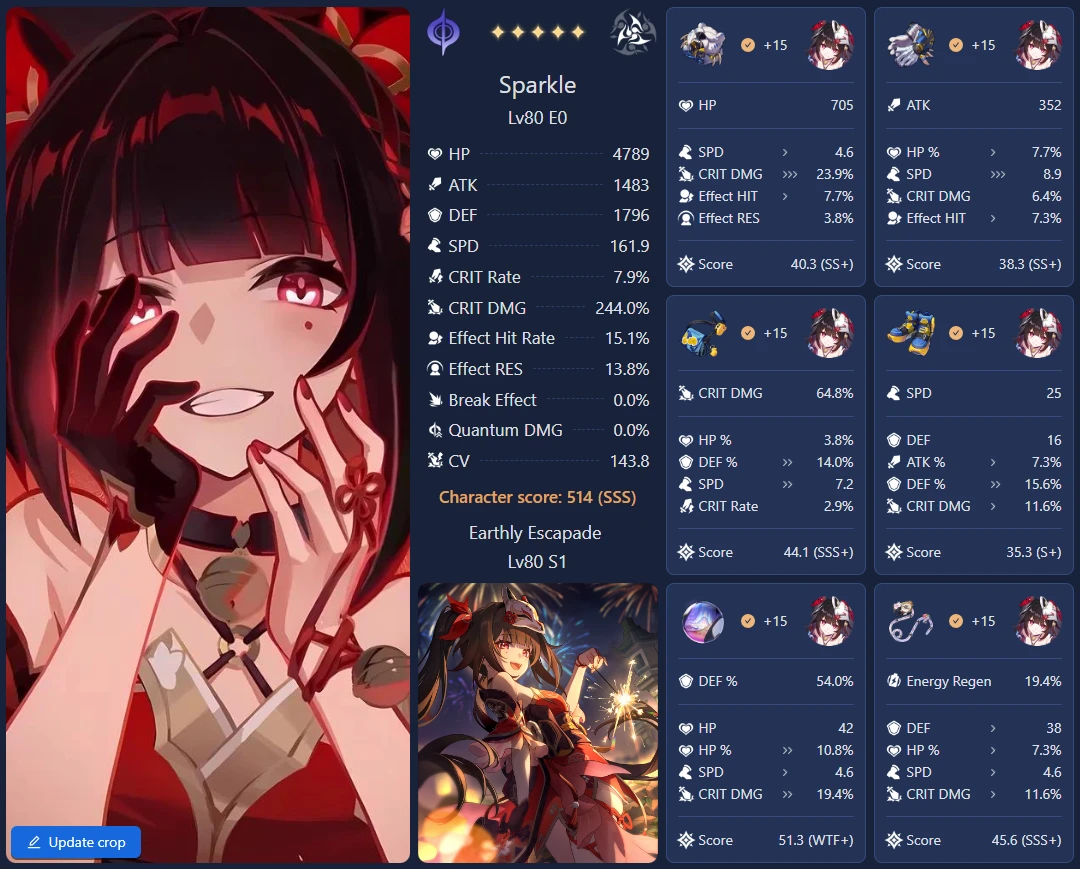 Sparkle
Lv80 E0
HP 4789
ATK 1483
DEF 1796
SPD 161.9
CRIT Rate 7.9%
CRIT DMG 244.0%
Effect Hit Rate 15.1%
Effect RES 13.8%
Break Effect 0.0%
Quantum DMG 0.0%
CV 143.8
Character score: 514 (SSS)
Earthly Escapade
Lv80 S1
Update crop
+15
HP 705
SPD › 4.6
CRIT DMG ››› 23.9%
Effect HIT › 7.7%
Effect RES 3.8%
Score 40.3 (SS+)
+15
ATK 352
HP % › 7.7%
SPD ››› 8.9
CRIT DMG 6.4%
Effect HIT › 7.3%
Score 38.3 (SS+)
+15
CRIT DMG 64.8%
HP % 3.8%
DEF % ›› 14.0%
SPD ›› 7.2
CRIT Rate 2.9%
Score 44.1 (SSS+)
+15
SPD 25
DEF 16
ATK % › 7.3%
DEF % ›› 15.6%
CRIT DMG › 11.6%
Score 35.3 (S+)
+15
DEF % 54.0%
HP 42
HP % ›› 10.8%
SPD › 4.6
CRIT DMG ›› 19.4%
Score 51.3 (WTF+)
+15
Energy Regen 19.4%
DEF › 38
HP % › 7.3%
SPD › 4.6
CRIT DMG › 11.6%
Score 45.6 (SSS+)